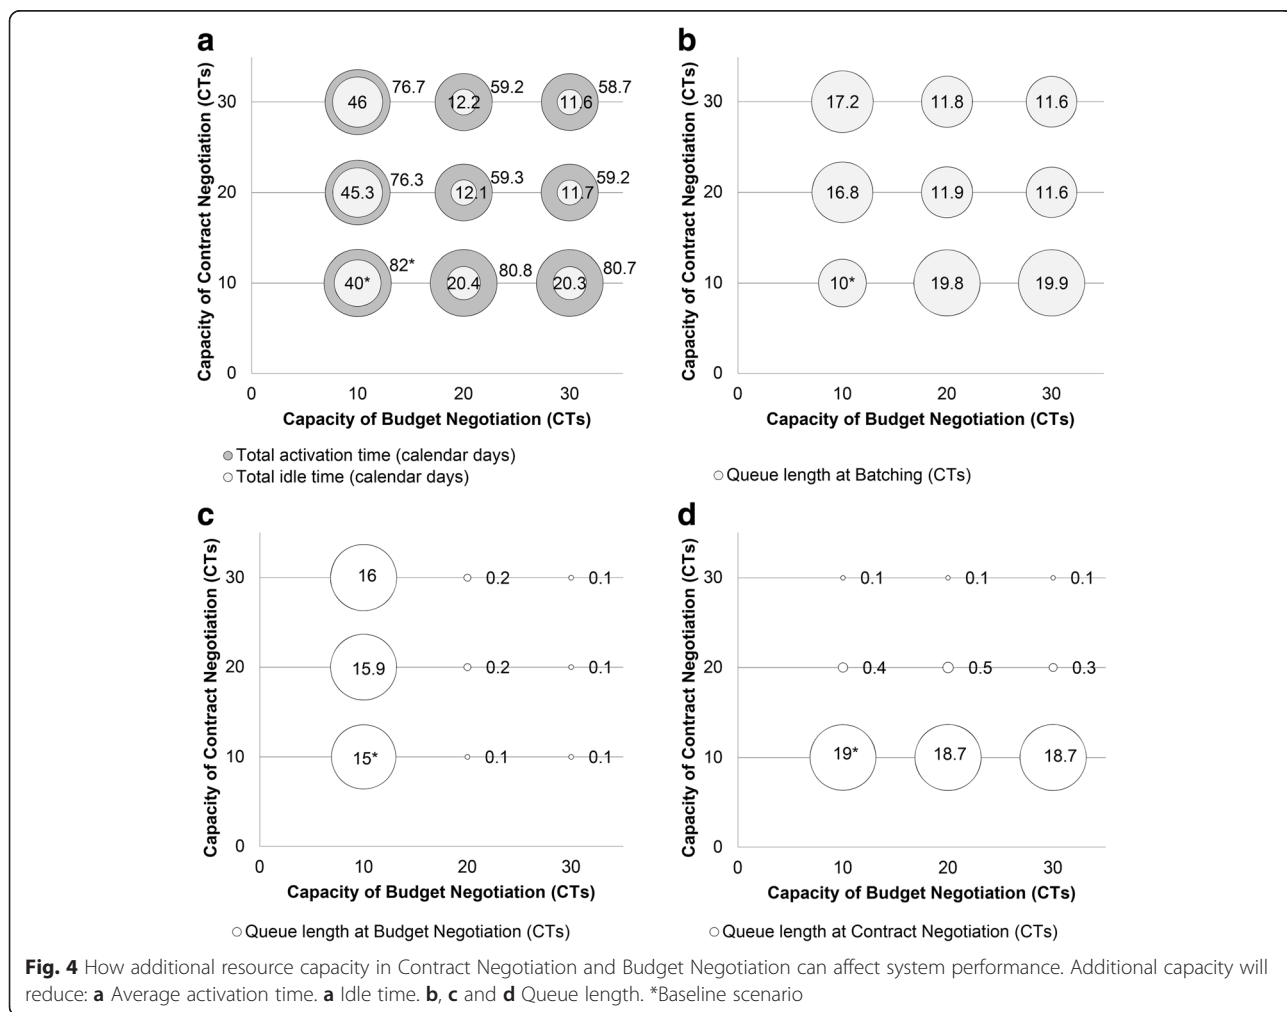 a
Capacity of Contract Negotiation (CTs)
30
46
76.7
12.2
59.2
11.6
58.7
20
45.3
76.3
12.1
59.3
11.7
59.2
10
40*
82*
20.4
80.8
20.3
80.7
0
0 10 20 30
Capacity of Budget Negotiation (CTs)
Total activation time (calendar days)
Total idle time (calendar days)
b
Capacity of Contract Negotiation (CTs)
30
17.2
11.8
11.6
20
16.8
11.9
11.6
10
10*
19.8
19.9
0
0 10 20 30
Capacity of Budget Negotiation (CTs)
Queue length at Batching (CTs)
c
Capacity of Contract Negotiation (CTs)
30
16
0.2
0.1
20
15.9
0.2
0.1
10
15*
0.1
0.1
0
0 10 20 30
Capacity of Budget Negotiation (CTs)
Queue length at Budget Negotiation (CTs)
d
Capacity of Contract Negotiation (CTs)
30
0.1
0.1
0.1
20
0.4
0.5
0.3
10
19*
18.7
18.7
0
0 10 20 30
Capacity of Budget Negotiation (CTs)
Queue length at Contract Negotiation (CTs)
Fig. 4 How additional resource capacity in Contract Negotiation and Budget Negotiation can affect system performance. Additional capacity will
reduce: a Average activation time. a Idle time. b, c and d Queue length. *Baseline scenario